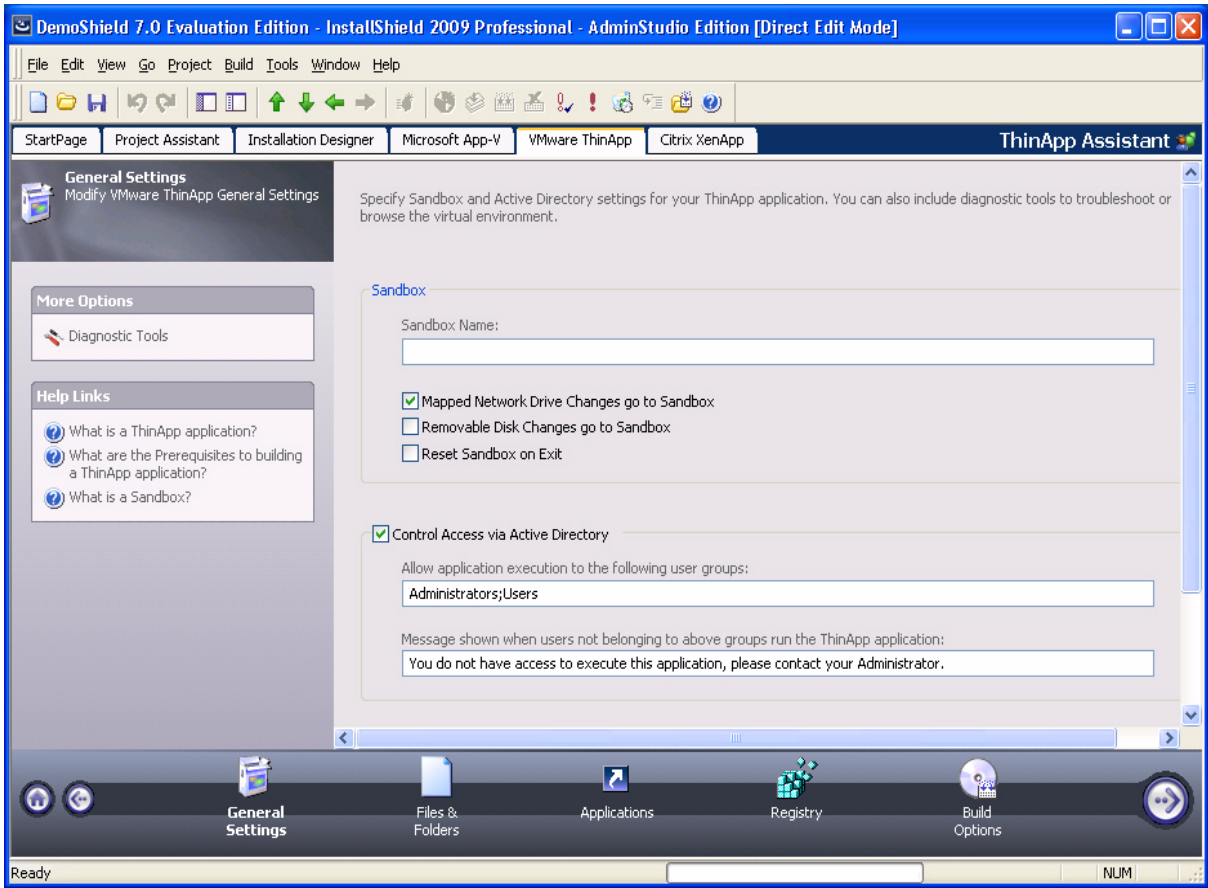 DemoShield 7.0 Evaluation Edition - InstallShield 2009 Professional - AdminStudio Edition [Direct Edit Mode]
File Edit View Go Project Build Tools Window Help
StartPage Project Assistant Installation Designer Microsoft App-V VMware ThinApp Citrix XenApp ThinApp Assistant
General Settings
Modify VMware ThinApp General Settings
More Options
Diagnostic Tools
Help Links
What is a ThinApp application?
What are the Prerequisites to building
a ThinApp application?
What is a Sandbox?
Specify Sandbox and Active Directory settings for your ThinApp application. You can also include diagnostic tools to troubleshoot or
browse the virtual environment.
Sandbox
Sandbox Name:
Mapped Network Drive Changes go to Sandbox
Removable Disk Changes go to Sandbox
Reset Sandbox on Exit
Control Access via Active Directory
Allow application execution to the following user groups:
Administrators;Users
Message shown when users not belonging to above groups run the ThinApp application:
You do not have access to execute this application, please contact your Administrator.
General
Settings
Files &
Folders
Applications
Registry
Build
Options
Ready NUM